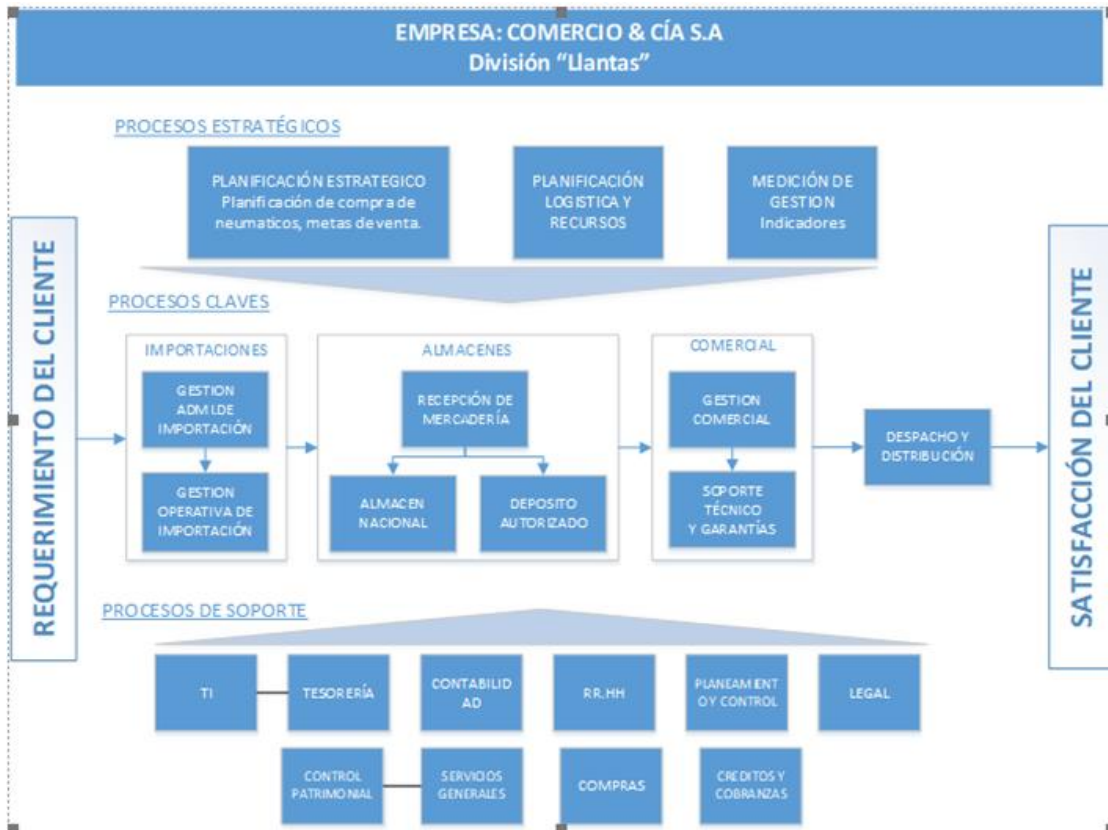 EMPRESA: COMERCIO & CÍA S.A
División "Llantas"
PROCESOS ESTRATÉGICOS
PLANIFICACIÓN ESTRATEGICO
Planificación de compra de
neumaticos, metas de venta.
PLANIFICACIÓN
LOGISTICA Y
RECURSOS
MEDICIÓN DE
GESTION
Indicadores
REQUERIMIENTO DEL CLIENTE
PROCESOS CLAVES
IMPORTACIONES
GESTION
ADMI.DE
IMPORTACIÓN
GESTION
OPERATIVA DE
IMPORTACIÓN
ALMACENES
RECEPCIÓN DE
MERCADERÍA
ALMACEN
NACIONAL
DEPOSITO
AUTORIZADO
COMERCIAL
GESTION
COMERCIAL
SOPORTE
TÉCNICO
Y GARANTÍAS
DESPACHO Y
DISTRIBUCIÓN
SATISFACCIÓN DEL CLIENTE
PROCESOS DE SOPORTE
TI
TESORERÍA
CONTABILID
AD
RR.HH
PLANEAMIENT
O Y CONTROL
LEGAL
CONTROL
PATRIMONIAL
SERVICIOS
GENERALES
COMPRAS
CREDITOS Y
COBRANZAS